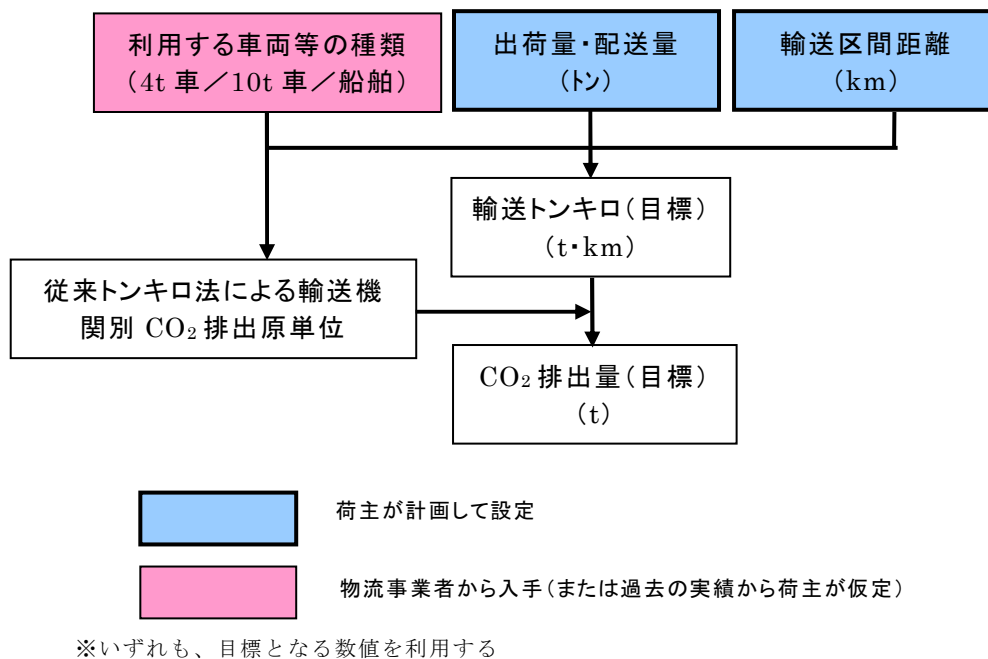 利用する車両等の種類
（4t 車／10t 車／船舶）
出荷量・配送量
（トン）
輸送区間距離
（km）
輸送トンキロ（目標）
（t・km）
従来トンキロ法による輸送機
関別 CO₂ 排出原単位
CO₂ 排出量（目標）
（t）
荷主が計画して設定
物流事業者から入手（または過去の実績から荷主が仮定）
※いずれも、目標となる数値を利用する